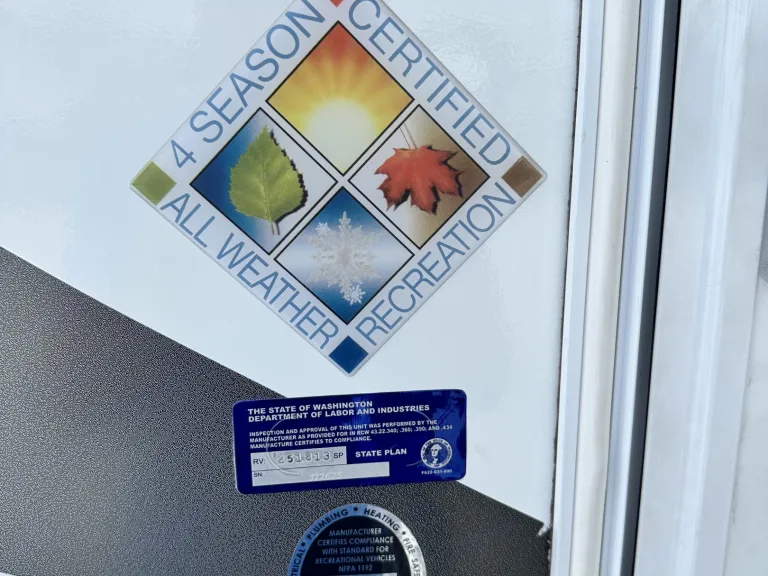 4 SEASON
CERTIFIED
ALL WEATHER
RECREATION
THE STATE OF WASHINGTON
DEPARTMENT OF LABOR AND INDUSTRIES
INSPECTION AND APPROVAL OF THIS UNIT WAS PERFORMED BY THE
MANUFACTURER AS PROVIDED FOR IN RCW 43.22.340; .360; .350; AND .434
MANUFACTURE CERTIFIES TO COMPLIANCE.
RV: SP STATE PLAN
SN:
PLUMBING • HEATING •
MANUFACTURER
CERTIFIES COMPLIANCE
WITH STANDARD FOR
RECREATIONAL VEHICLES
NFPA 1192